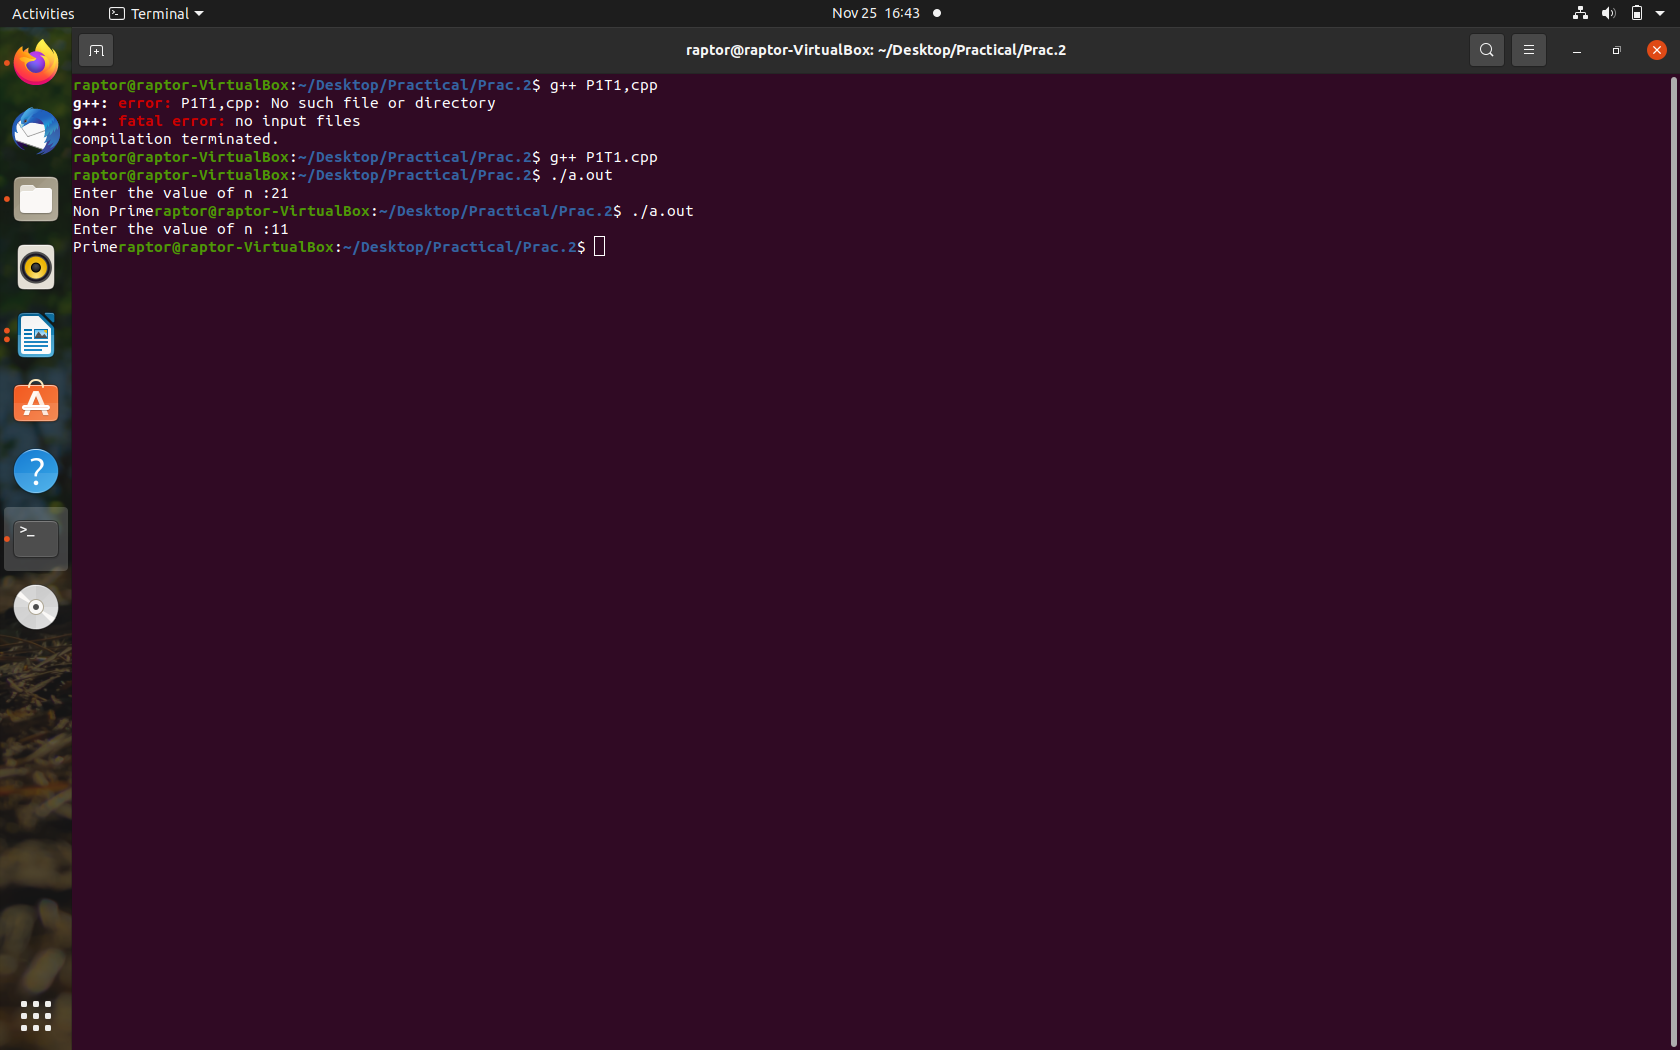 Activities
Terminal
Nov 25 16:43
raptor@raptor-VirtualBox: ~/Desktop/Practical/Prac.2
raptor@raptor-VirtualBox:~/Desktop/Practical/Prac.2$ g++ P1T1,cpp
g++: error: P1T1,cpp: No such file or directory
g++: fatal error: no input files
compilation terminated.
raptor@raptor-VirtualBox:~/Desktop/Practical/Prac.2$ g++ P1T1.cpp
raptor@raptor-VirtualBox:~/Desktop/Practical/Prac.2$ ./a.out
Enter the value of n :21
Non Primeraptor@raptor-VirtualBox:~/Desktop/Practical/Prac.2$ ./a.out
Enter the value of n :11
Primeraptor@raptor-VirtualBox:~/Desktop/Practical/Prac.2$